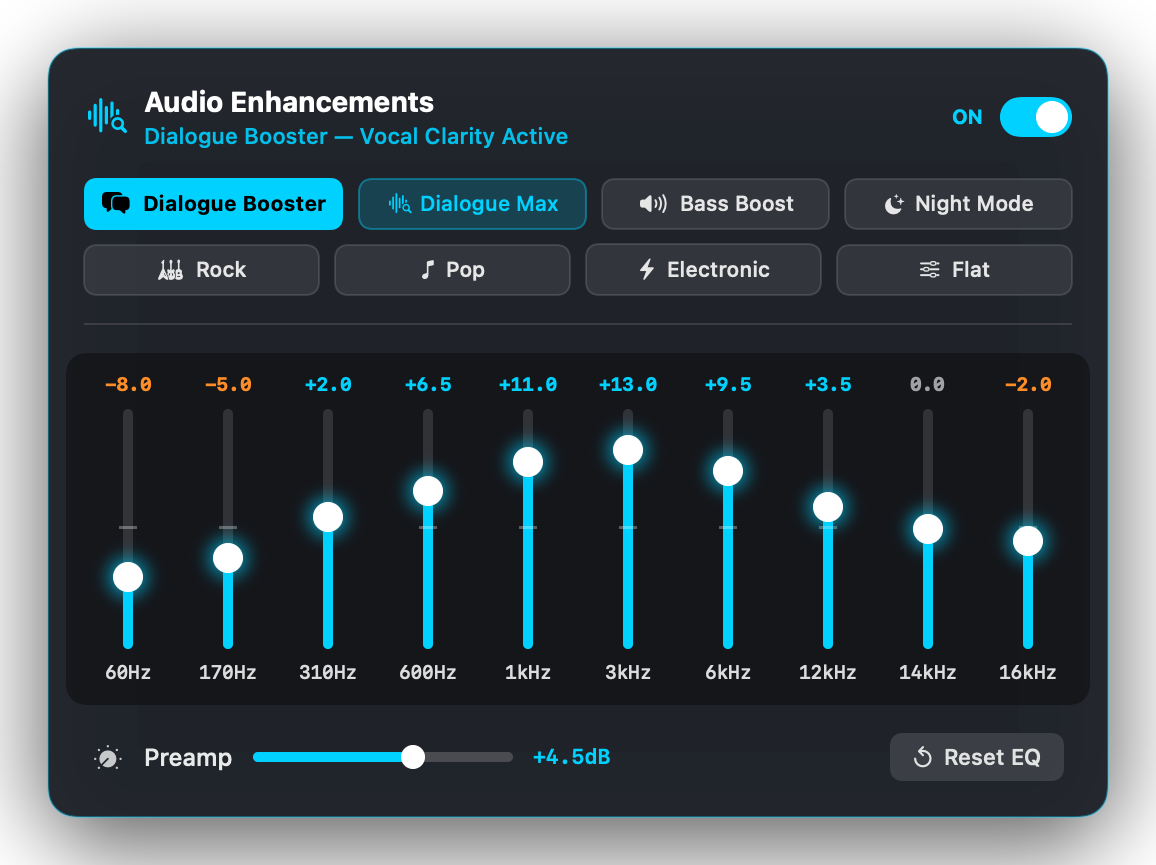 Audio Enhancements
Dialogue Booster — Vocal Clarity Active
ON
Dialogue Booster Dialogue Max Bass Boost Night Mode
Rock Pop Electronic Flat
−8.0 −5.0 +2.0 +6.5 +11.0 +13.0 +9.5 +3.5 0.0 −2.0
60Hz 170Hz 310Hz 600Hz 1kHz 3kHz 6kHz 12kHz 14kHz 16kHz
Preamp +4.5dB Reset EQ